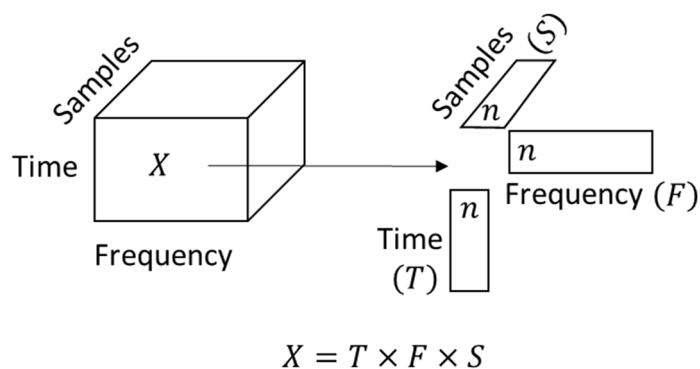 Samples
Time
X
Frequency
Samples (S)
n
n
Frequency (F)
n
Time
(T)
X = T × F × S